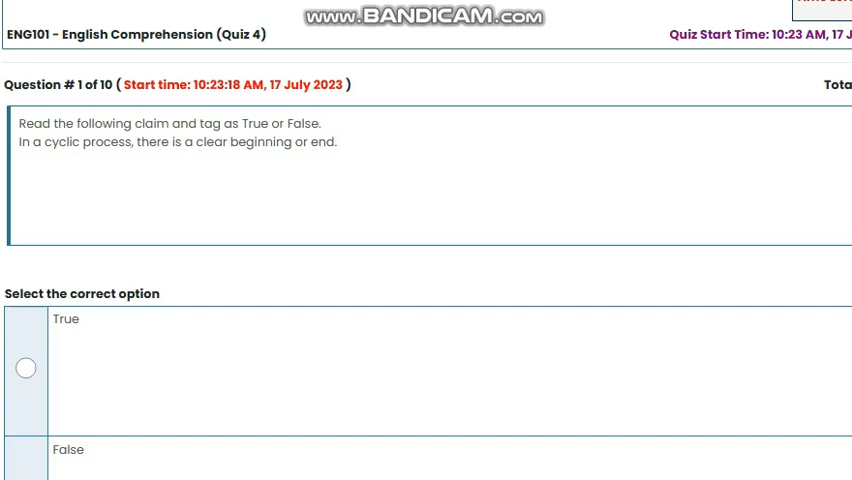 www.BANDICAM.com
ENG101 - English Comprehension (Quiz 4)
Quiz Start Time: 10:23 AM, 17 J
Question # 1 of 10 ( Start time: 10:23:18 AM, 17 July 2023 )
Tota
Read the following claim and tag as True or False.
In a cyclic process, there is a clear beginning or end.
Select the correct option
True
False